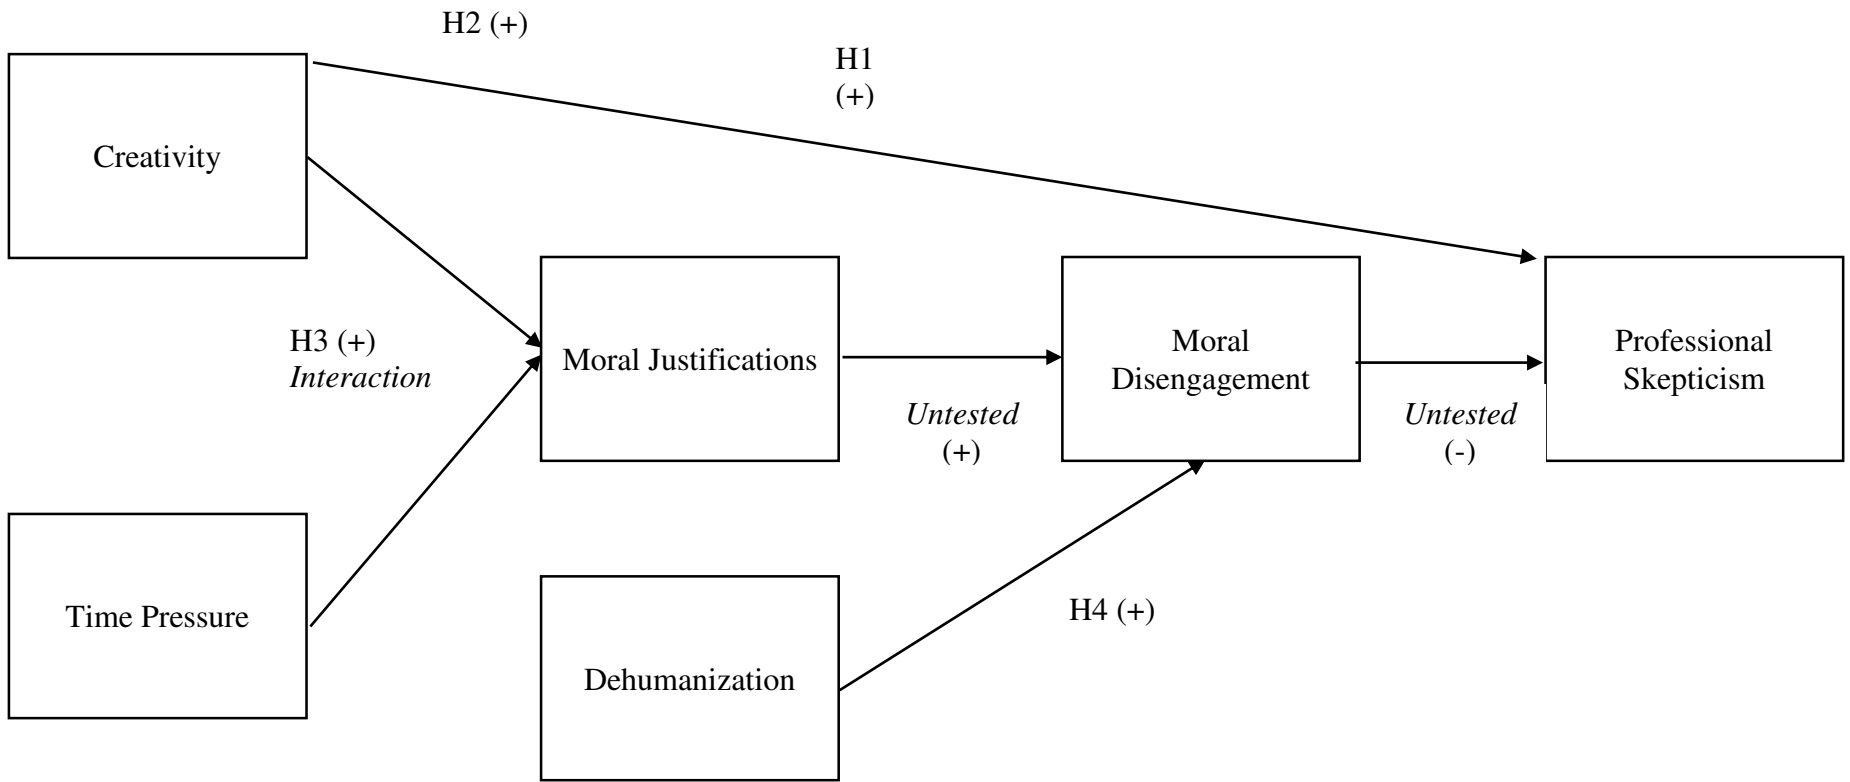 H2 (+)
H1
(+)
Creativity
H3 (+)
Interaction
Moral Justifications
Moral
Disengagement
Professional
Skepticism
Untested
(+)
Untested
(-)
Time Pressure
Dehumanization
H4 (+)